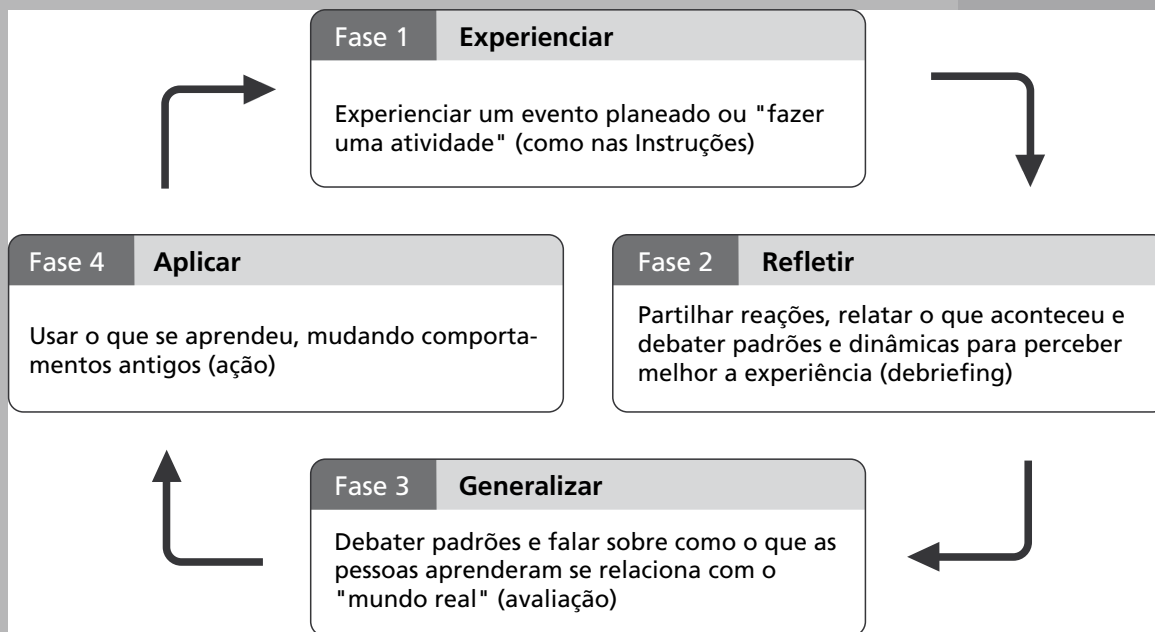 Fase 1 Experienciar
Experienciar um evento planeado ou "fazer
uma atividade" (como nas Instruções)
Fase 2 Refletir
Partilhar reações, relatar o que aconteceu e
debater padrões e dinâmicas para perceber
melhor a experiência (debriefing)
Fase 3 Generalizar
Debater padrões e falar sobre como o que as
pessoas aprenderam se relaciona com o
"mundo real" (avaliação)
Fase 4 Aplicar
Usar o que se aprendeu, mudando comporta-
mentos antigos (ação)